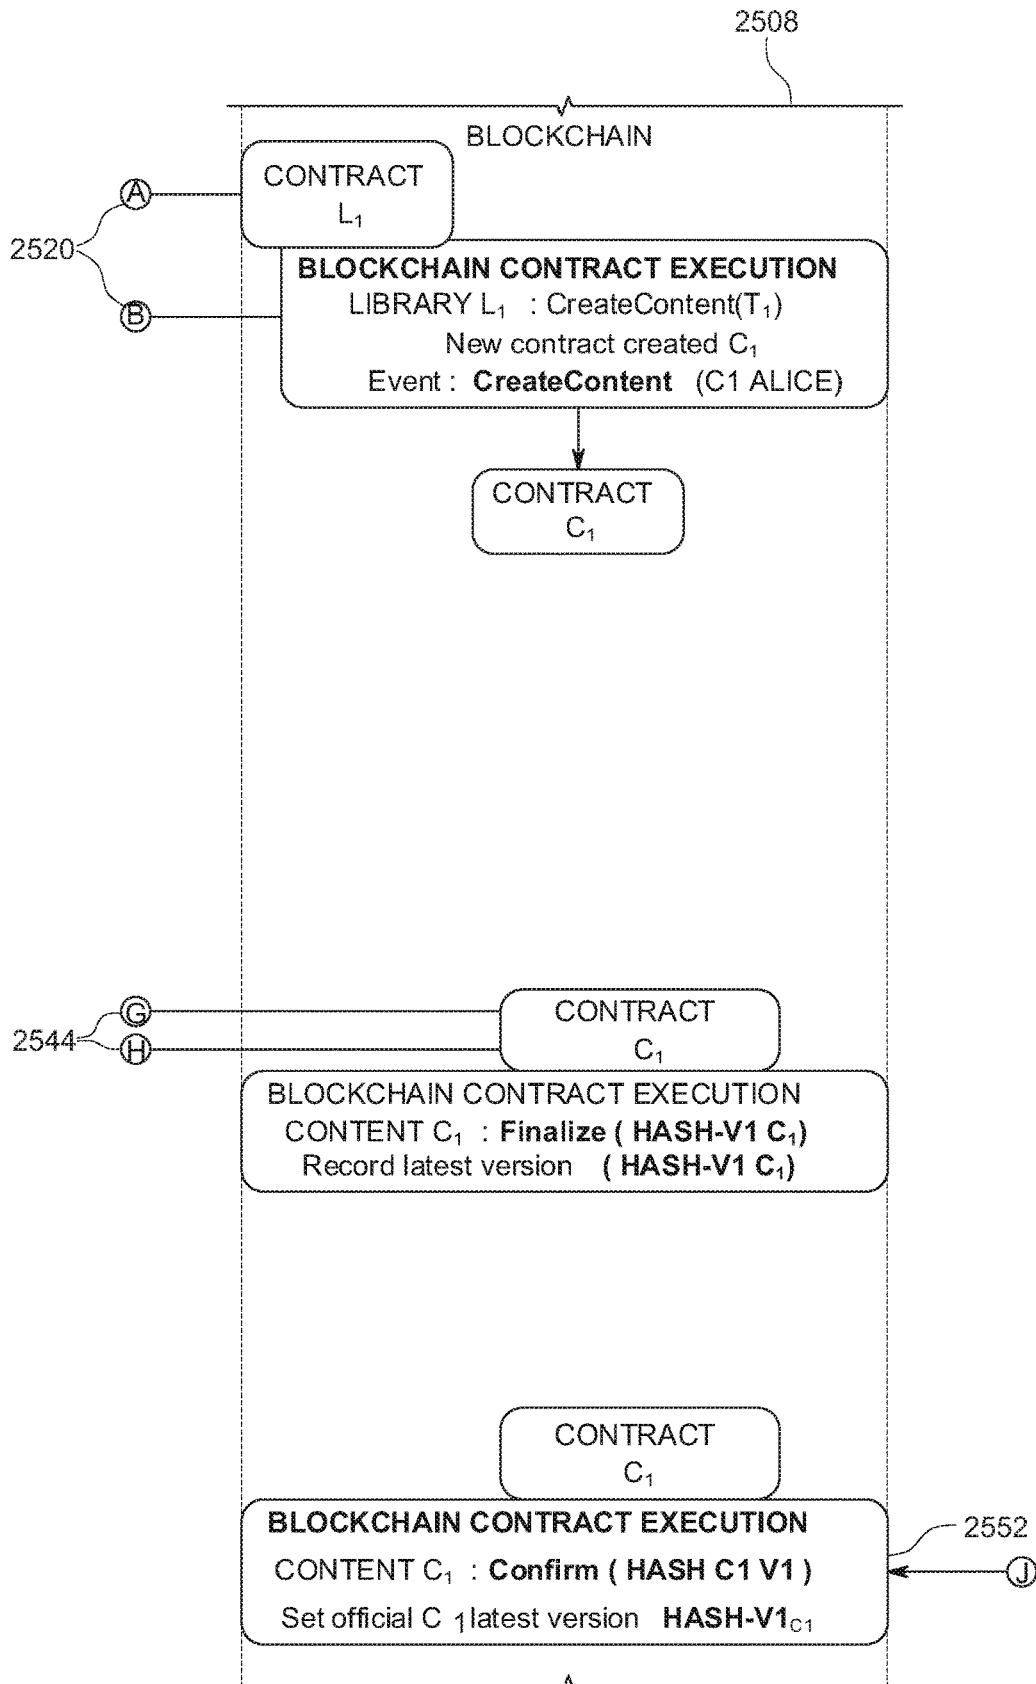 2508
BLOCKCHAIN
CONTRACT
L₁
A
2520
BLOCKCHAIN CONTRACT EXECUTION
LIBRARY L₁ : CreateContent(T₁)
B
New contract created C₁
Event : CreateContent (C1 ALICE)
CONTRACT
C₁
G
CONTRACT
2544
H
C₁
BLOCKCHAIN CONTRACT EXECUTION
CONTENT C₁ : Finalize ( HASH-V1 C₁)
Record latest version ( HASH-V1 C₁)
CONTRACT
C₁
BLOCKCHAIN CONTRACT EXECUTION
2552
CONTENT C₁ : Confirm ( HASH C1 V1 )
J
Set official C 1 latest version HASH-V1C1